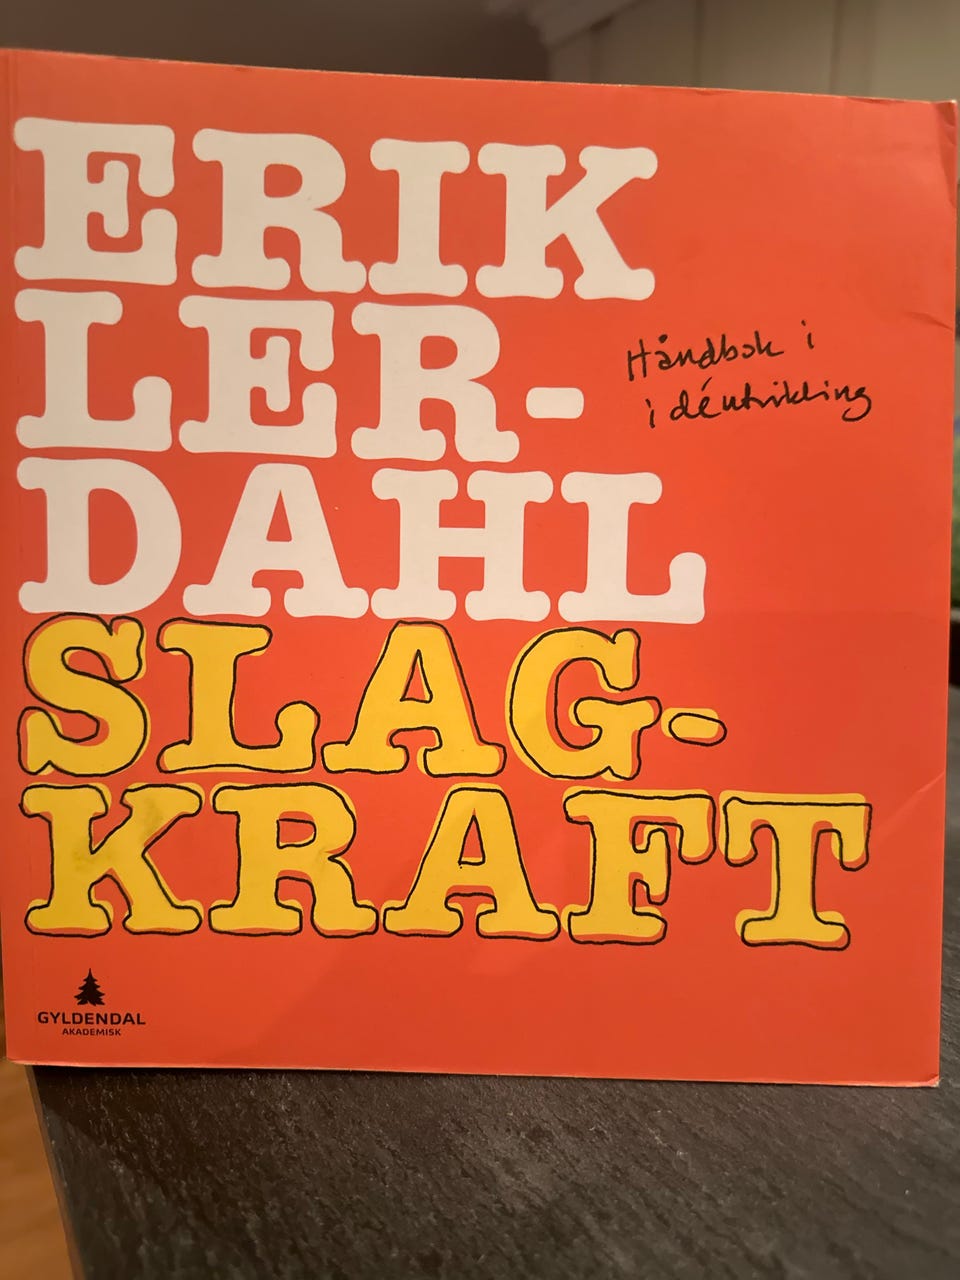 ERIK
LER-
DAHL
Håndbok i
idéutvikling
SLAG-
KRAFT
GYLDENDAL
AKADEMISK